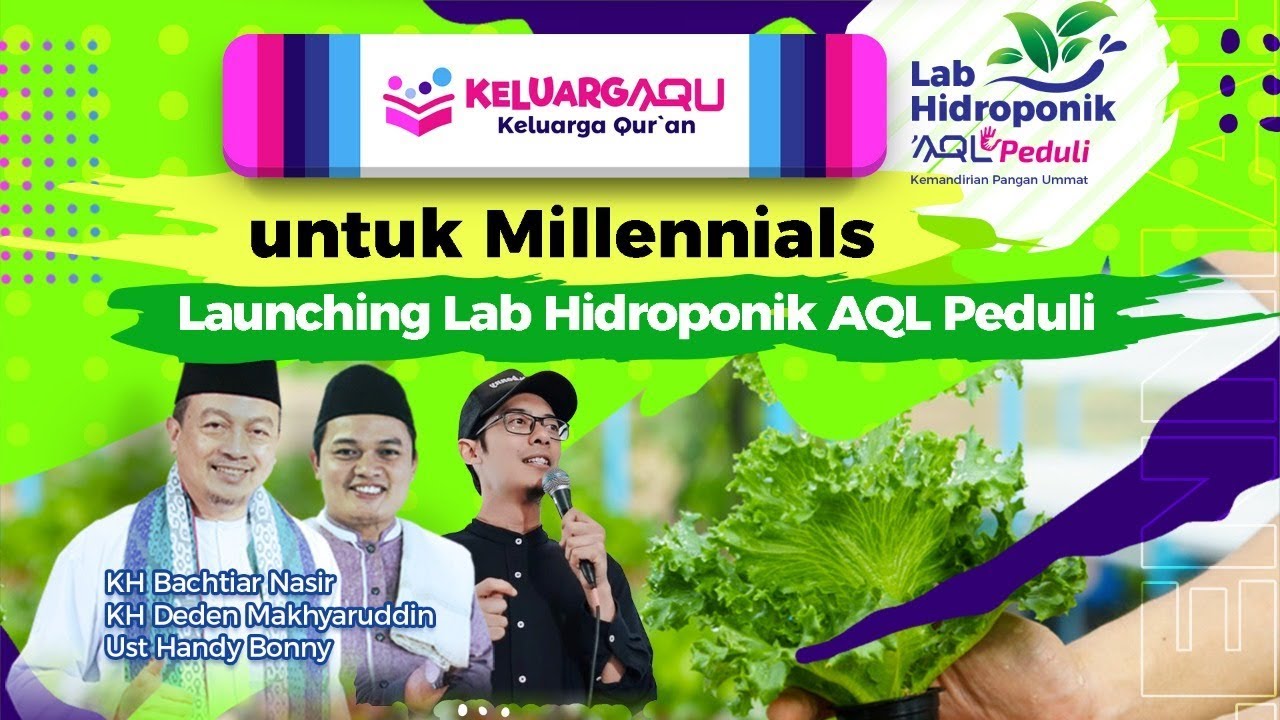 KELUARGAQU
Keluarga Qur`an
Lab
Hidroponik
AQL Peduli
Kemandirian Pangan Ummat
untuk Millennials
Launching Lab Hidroponik AQL Peduli
KH Bachtiar Nasir
KH Deden Makhyaruddin
Ust Handy Bonny